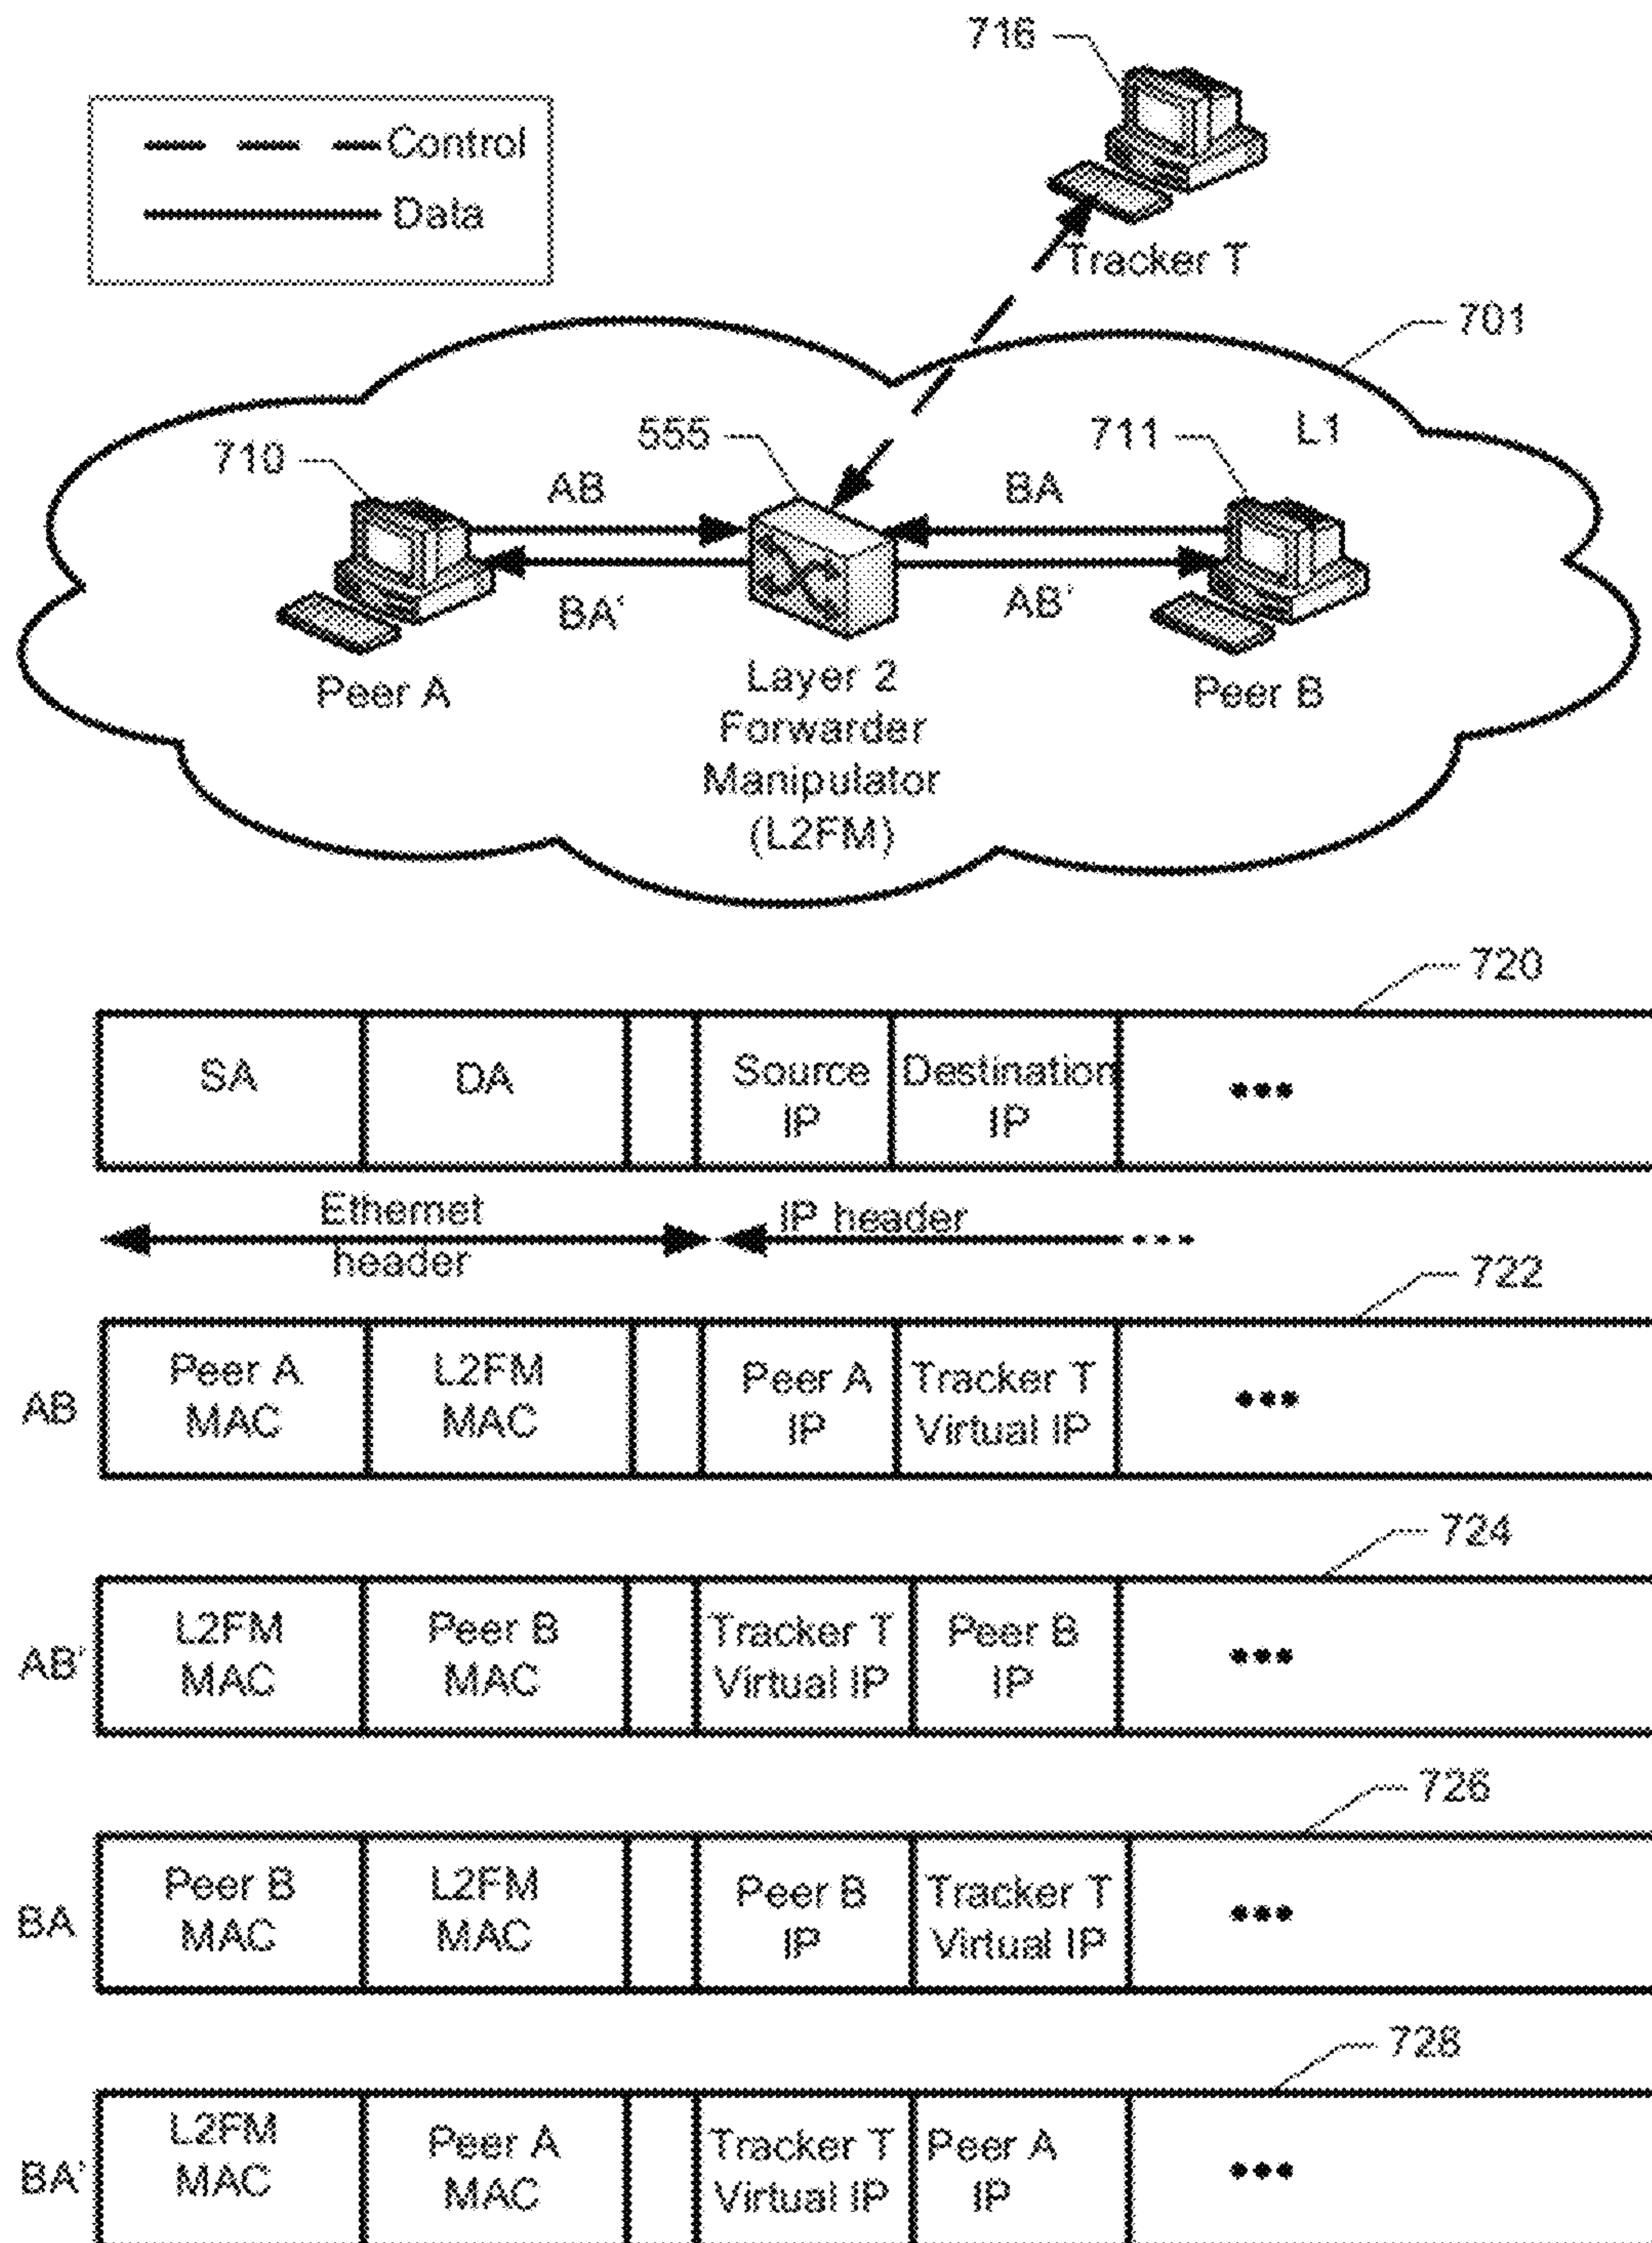 716
Control
Data
Tracker T
701
L1
555
711
710
AB
BA
BA'
AB'
Peer A
Layer 2
Forwarder
Manipulator
(L2FM)
Peer B
720
SA
DA
Source
IP
Destination
IP
•••
Ethernet
header
IP header
722
AB
Peer A
MAC
L2FM
MAC
Peer A
IP
Tracker T
Virtual IP
•••
724
AB'
L2FM
MAC
Peer B
MAC
Tracker T
Virtual IP
Peer B
IP
•••
726
BA
Peer B
MAC
L2FM
MAC
Peer B
IP
Tracker T
Virtual IP
•••
728
BA'
L2FM
MAC
Peer A
MAC
Tracker T
Virtual IP
Peer A
IP
•••